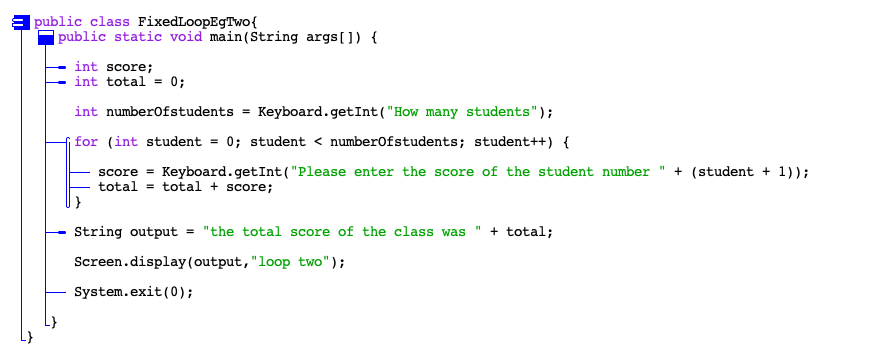 public class FixedLoopEgTwo{
public static void main(String args[]) {
int score;
int total = 0;
int numberOfstudents = Keyboard.getInt("How many students");
for (int student = 0; student < numberOfstudents; student++) {
score = Keyboard.getInt("Please enter the score of the student number " + (student + 1));
total = total + score;
}
String output = "the total score of the class was " + total;
Screen.display(output,"loop two");
System.exit(0);
}
}